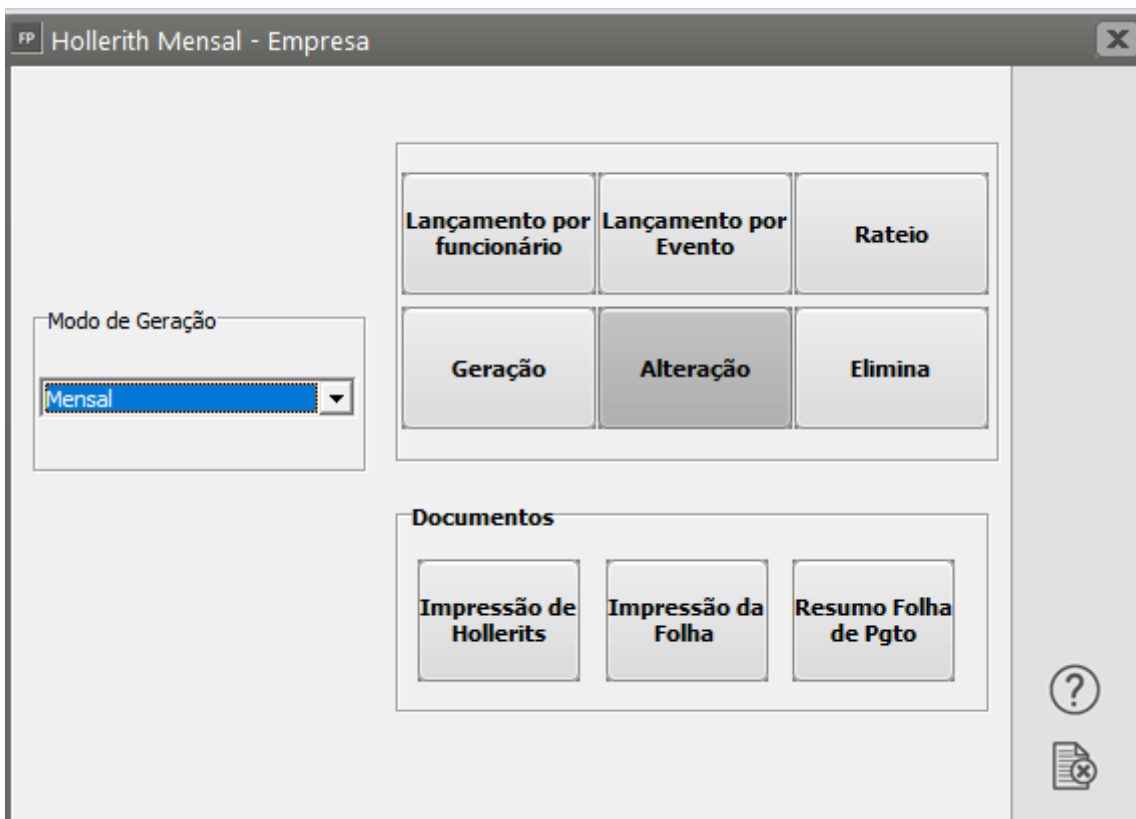 FP Hollerith Mensal - Empresa
Lançamento por
funcionário
Lançamento por
Evento
Rateio
Modo de Geração
Mensal
Geração
Alteração
Elimina
Documentos
Impressão de
Hollerits
Impressão da
Folha
Resumo Folha
de Pgto
?